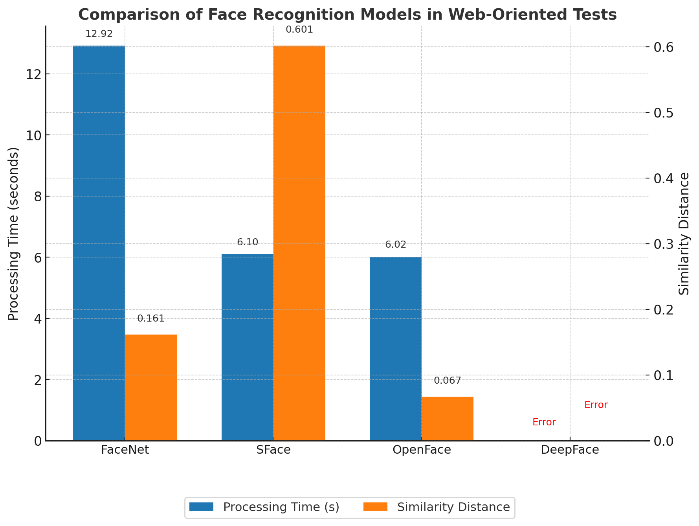 Comparison of Face Recognition Models in Web-Oriented Tests
Processing Time (seconds)
12
10
8
6
4
2
0
12.92
0.161
6.10
0.601
6.02
0.067
Error
Error
0.6
0.5
0.4
0.3
0.2
0.1
0.0
Similarity Distance
FaceNet
SFace
OpenFace
DeepFace
Processing Time (s)
Similarity Distance